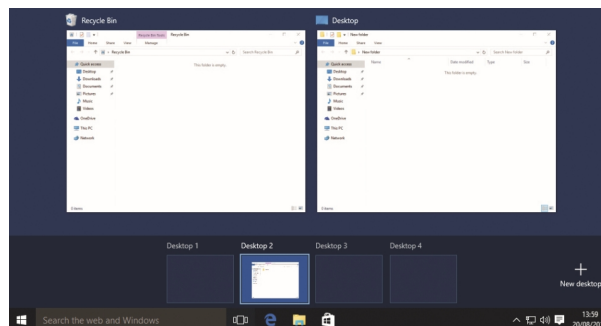 Recycle Bin
Desktop
Recycle Bin Tools
Recycle Bin
New folder
File Home Share View Manage
File Home Share View
Recycle Bin
Search Recycle Bin
New folder
Search New folder
Quick access
Desktop
Downloads
Documents
Pictures
Music
Videos
OneDrive
This PC
Network
This folder is empty.
0 items
Name Date modified Type Size
Quick access
Desktop
Downloads
Documents
Pictures
Music
Videos
OneDrive
This PC
Network
This folder is empty.
0 items
Desktop 1 Desktop 2 Desktop 3 Desktop 4
New desktop
Search the web and Windows
13:59